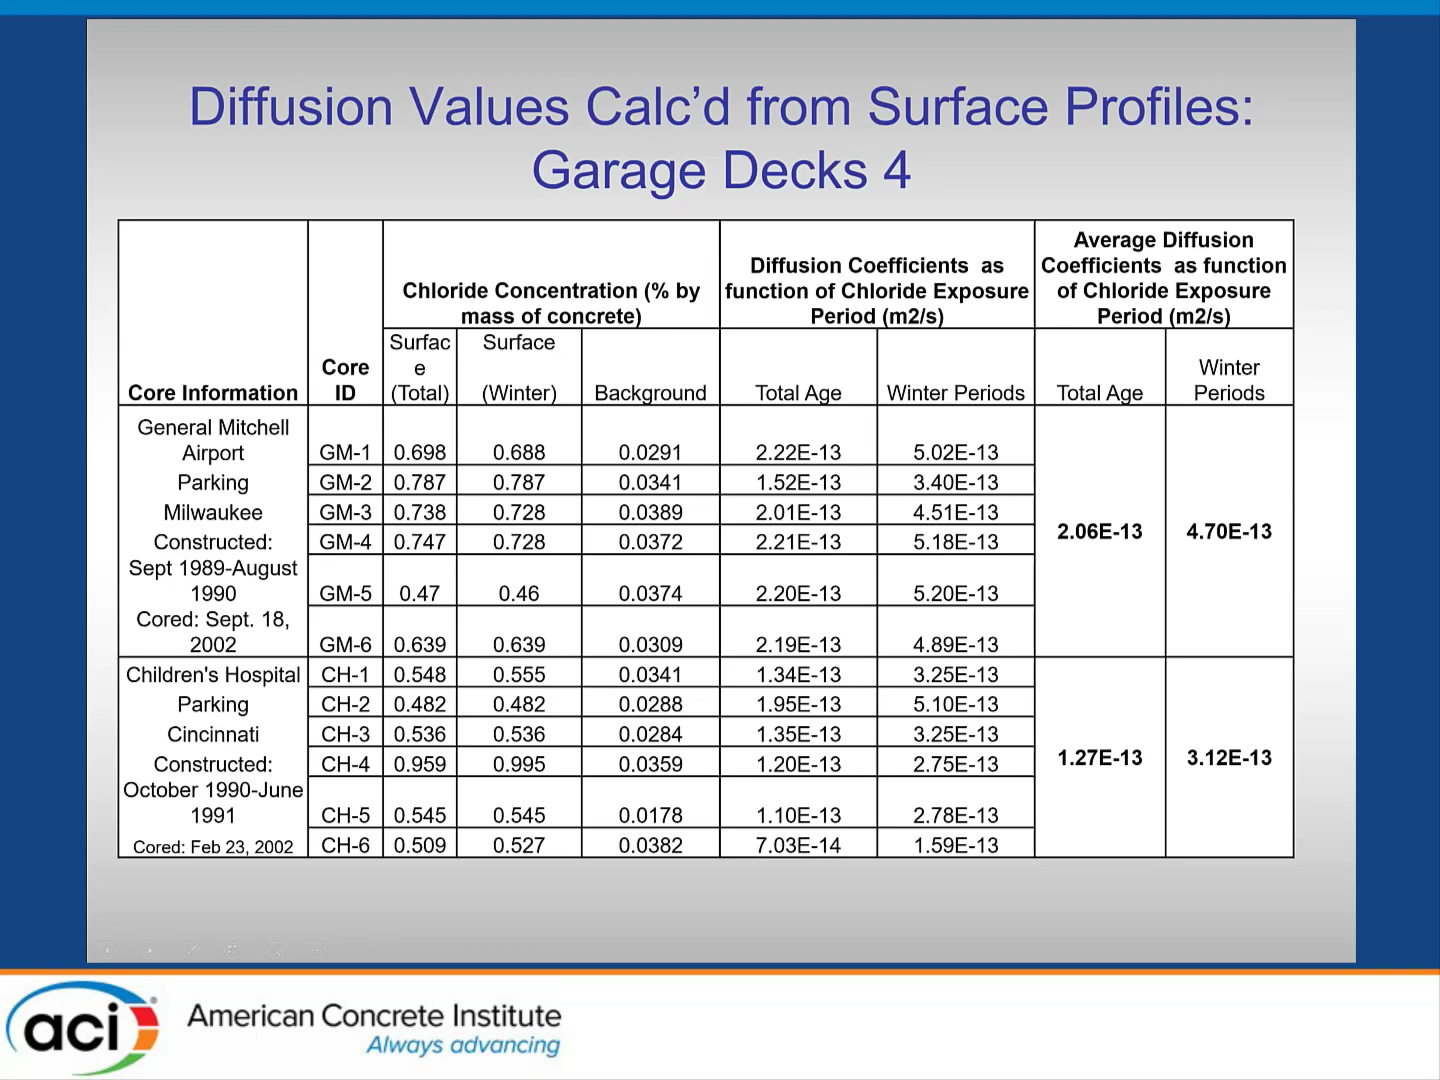 Diffusion Values Calc’d from Surface Profiles:
Garage Decks 4
Core Information
Core
ID
Chloride Concentration (% by
mass of concrete)
Diffusion Coefficients as
function of Chloride Exposure
Period (m2/s)
Average Diffusion
Coefficients as function
of Chloride Exposure
Period (m2/s)
Surfac
e
(Total)
Surface
(Winter)
Background
Total Age
Winter Periods
Total Age
Winter
Periods
General Mitchell
Airport
GM-1 0.698 0.688 0.0291 2.22E-13 5.02E-13
Parking
GM-2 0.787 0.787 0.0341 1.52E-13 3.40E-13
Milwaukee
GM-3 0.738 0.728 0.0389 2.01E-13 4.51E-13
2.06E-13 4.70E-13
Constructed:
GM-4 0.747 0.728 0.0372 2.21E-13 5.18E-13
Sept 1989-August
1990
GM-5 0.47 0.46 0.0374 2.20E-13 5.20E-13
Cored: Sept. 18,
2002
GM-6 0.639 0.639 0.0309 2.19E-13 4.89E-13
Children's Hospital
CH-1 0.548 0.555 0.0341 1.34E-13 3.25E-13
Parking
CH-2 0.482 0.482 0.0288 1.95E-13 5.10E-13
Cincinnati
CH-3 0.536 0.536 0.0284 1.35E-13 3.25E-13
1.27E-13 3.12E-13
Constructed:
CH-4 0.959 0.995 0.0359 1.20E-13 2.75E-13
October 1990-June
1991
CH-5 0.545 0.545 0.0178 1.10E-13 2.78E-13
Cored: Feb 23, 2002
CH-6 0.509 0.527 0.0382 7.03E-14 1.59E-13
aci
American Concrete Institute
Always advancing